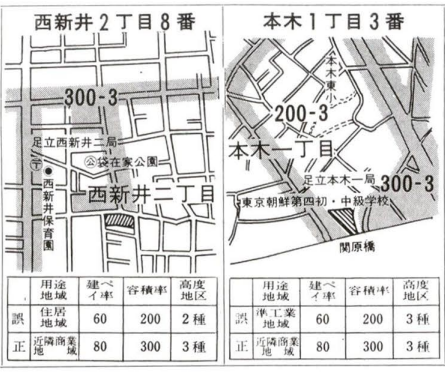 西新井2丁目8番
300-3
足立西新井二局
公袋在家公園
西新井保育園
西新井二丁目
用途地域 建ペイ率 容積率 高度地区
誤 住居地域 60 200 2種
正 近隣商業地域 80 300 3種
本木1丁目3番
本木東小
200-3
本木一丁目
足立本木一局
300-3
東京朝鮮第四初・中級学校
関原橋
用途地域 建ペイ率 容積率 高度地区
誤 準工業地域 60 200 3種
正 近隣商業地域 80 300 3種